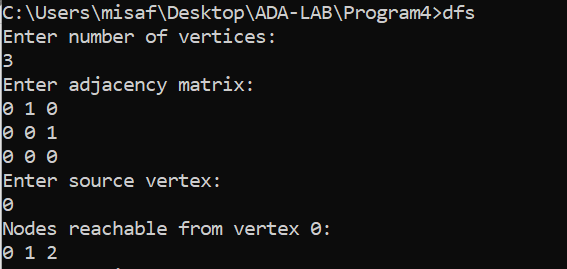 C:\Users\misaf\Desktop\ADA-LAB\Program4>dfs
Enter number of vertices:
3
Enter adjacency matrix:
0 1 0
0 0 1
0 0 0
Enter source vertex:
0
Nodes reachable from vertex 0:
0 1 2